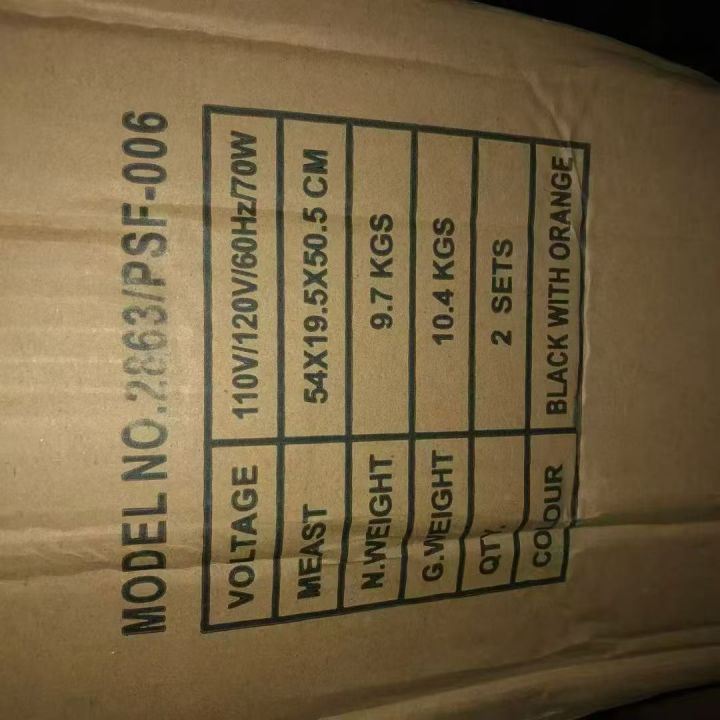 MODEL NO.2863/PSF-006
VOLTAGE 110V/120V/60Hz/70W
MEAST 54X19.5X50.5 CM
N.WEIGHT 9.7 KGS
G.WEIGHT 10.4 KGS
QTY. 2 SETS
COLOUR BLACK WITH ORANGE